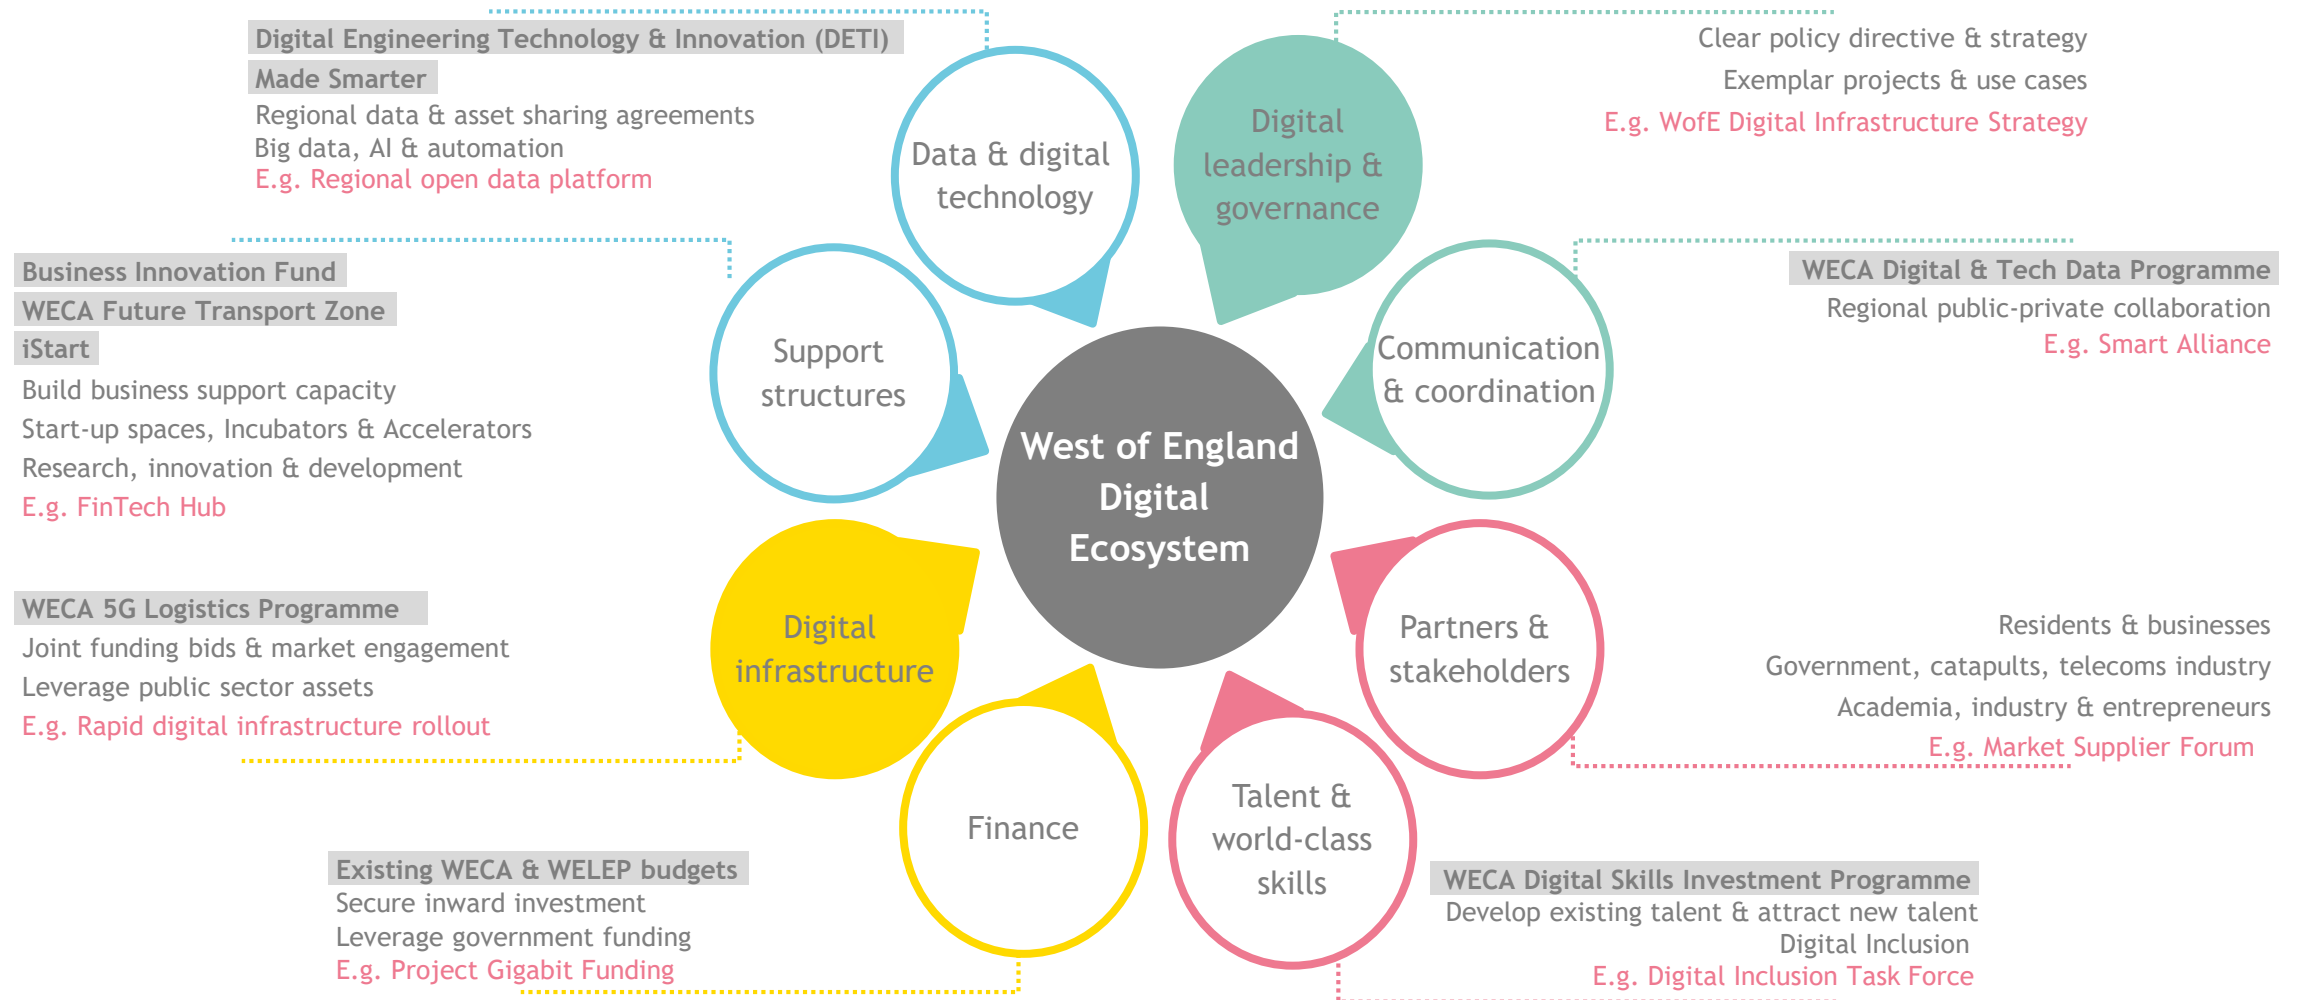 Digital Engineering Technology & Innovation (DETI)
Made Smarter
Regional data & asset sharing agreements
Big data, AI & automation
E.g. Regional open data platform
Data & digital
technology
Digital
leadership &
governance
Clear policy directive & strategy
Exemplar projects & use cases
E.g. WofE Digital Infrastructure Strategy
Business Innovation Fund
WECA Future Transport Zone
iStart
Build business support capacity
Start-up spaces, Incubators & Accelerators
Research, innovation & development
E.g. FinTech Hub
Support
structures
Communication
& coordination
WECA Digital & Tech Data Programme
Regional public-private collaboration
E.g. Smart Alliance
West of England
Digital
Ecosystem
WECA 5G Logistics Programme
Joint funding bids & market engagement
Leverage public sector assets
E.g. Rapid digital infrastructure rollout
Digital
infrastructure
Partners &
stakeholders
Residents & businesses
Government, catapults, telecoms industry
Academia, industry & entrepreneurs
E.g. Market Supplier Forum
Existing WECA & WELEP budgets
Secure inward investment
Leverage government funding
E.g. Project Gigabit Funding
Finance
Talent &
world-class
skills
WECA Digital Skills Investment Programme
Develop existing talent & attract new talent
Digital Inclusion
E.g. Digital Inclusion Task Force